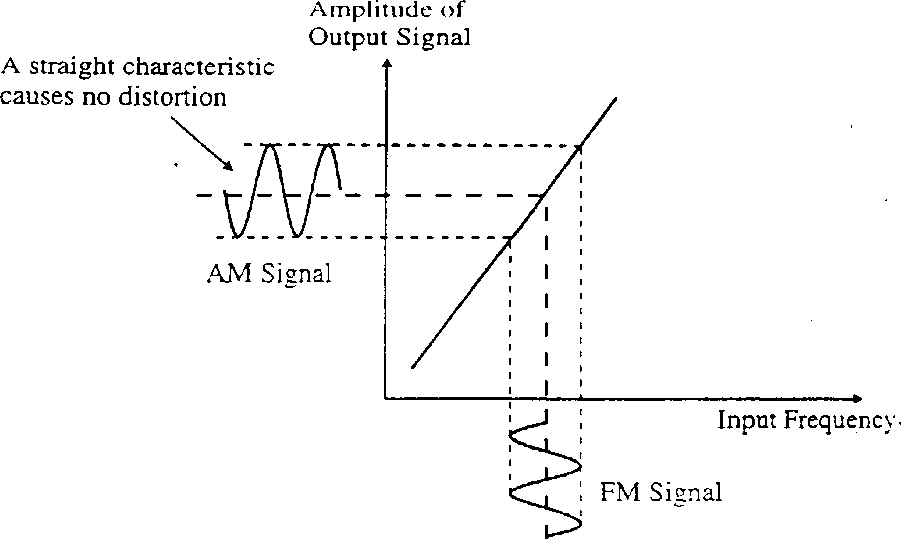 Amplitude of
Output Signal
A straight characteristic
causes no distortion
AM Signal
Input Frequency
FM Signal